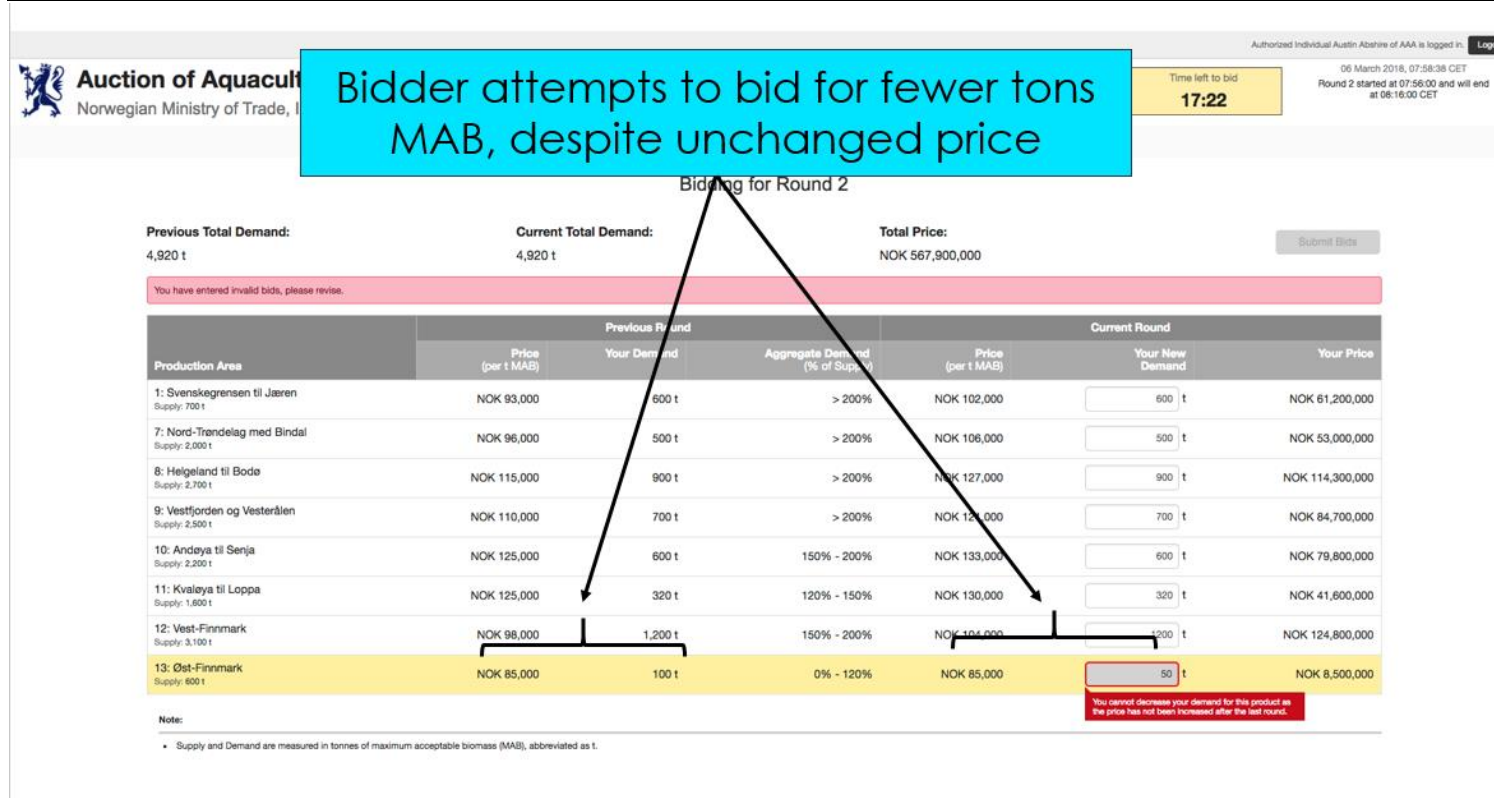 Authorized Individual Austin Abshire of AAA is logged in.
Auction of Aquacult
Norwegian Ministry of Trade,
Bidder attempts to bid for fewer tons
MAB, despite unchanged price
Time left to bid
17:22
06 March 2018, 07:58:38 CET
Round 2 started at 07:56:00 and will end
at 08:16:00 CET
Bidding for Round 2
Previous Total Demand: Current Total Demand: Total Price:
4,920 t 4,920 t NOK 567,900,000
Submit Bids
You have entered invalid bids, please revise.
Previous Round Current Round
Production Area Price (per t MAB) Your Demand Aggregate Demand (% of Supply) Price (per t MAB) Your New Demand Your Price
1: Svenskegrensen til Jæren NOK 93,000 600 t > 200% NOK 102,000 600 t NOK 61,200,000
Supply: 700 t
7: Nord-Trøndelag med Bindal NOK 96,000 500 t > 200% NOK 106,000 500 t NOK 53,000,000
Supply: 2,000 t
8: Helgeland til Bodø NOK 115,000 900 t > 200% NOK 127,000 900 t NOK 114,300,000
Supply: 2,700 t
9: Vestfjorden og Vesterålen NOK 110,000 700 t > 200% NOK 121,000 700 t NOK 84,700,000
Supply: 2,500 t
10: Andøya til Senja NOK 125,000 600 t 150% - 200% NOK 133,000 600 t NOK 79,800,000
Supply: 2,200 t
11: Kvaløya til Loppa NOK 125,000 320 t 120% - 150% NOK 130,000 320 t NOK 41,600,000
Supply: 1,600 t
12: Vest-Finnmark NOK 98,000 1,200 t 150% - 200% NOK 104,000 1200 t NOK 124,800,000
Supply: 3,100 t
13: Øst-Finnmark NOK 85,000 100 t 0% - 120% NOK 85,000 50 t NOK 8,500,000
Supply: 600 t
You cannot decrease your demand for this product as
the price has not been increased after the last round.
Note:
• Supply and Demand are measured in tonnes of maximum acceptable biomass (MAB), abbreviated as t.